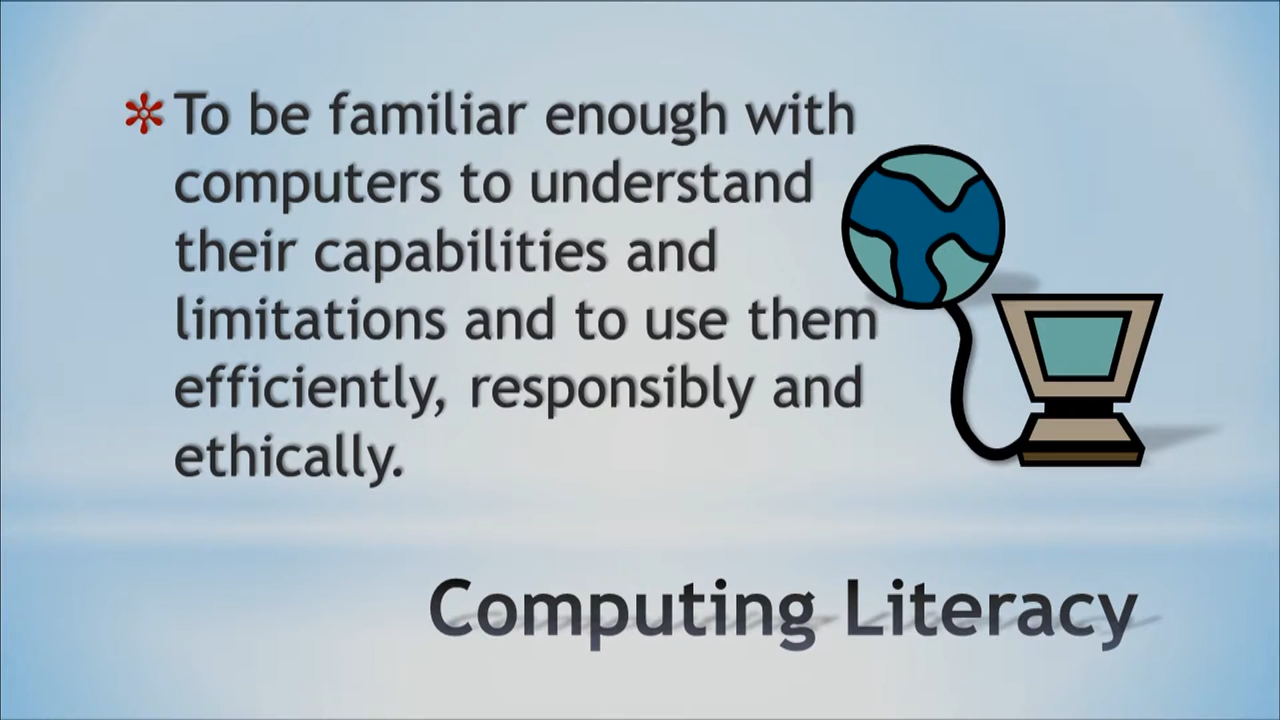 * To be familiar enough with
computers to understand
their capabilities and
limitations and to use them
efficiently, responsibly and
ethically.
Computing Literacy